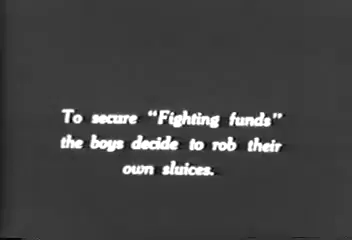 To secure "Fighting funds"
the boys decide to rob their
own sluices.